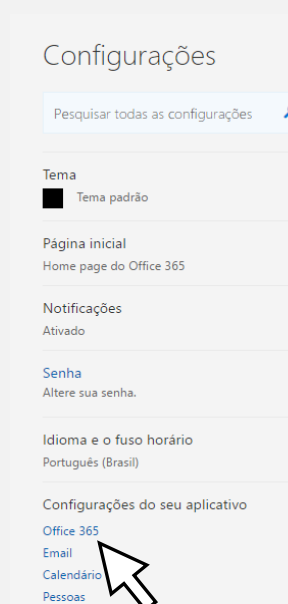 Configurações
Pesquisar todas as configurações
Tema
Tema padrão
Página inicial
Home page do Office 365
Notificações
Ativado
Senha
Altere sua senha.
Idioma e o fuso horário
Português (Brasil)
Configurações do seu aplicativo
Office 365
Email
Calendário
Pessoas